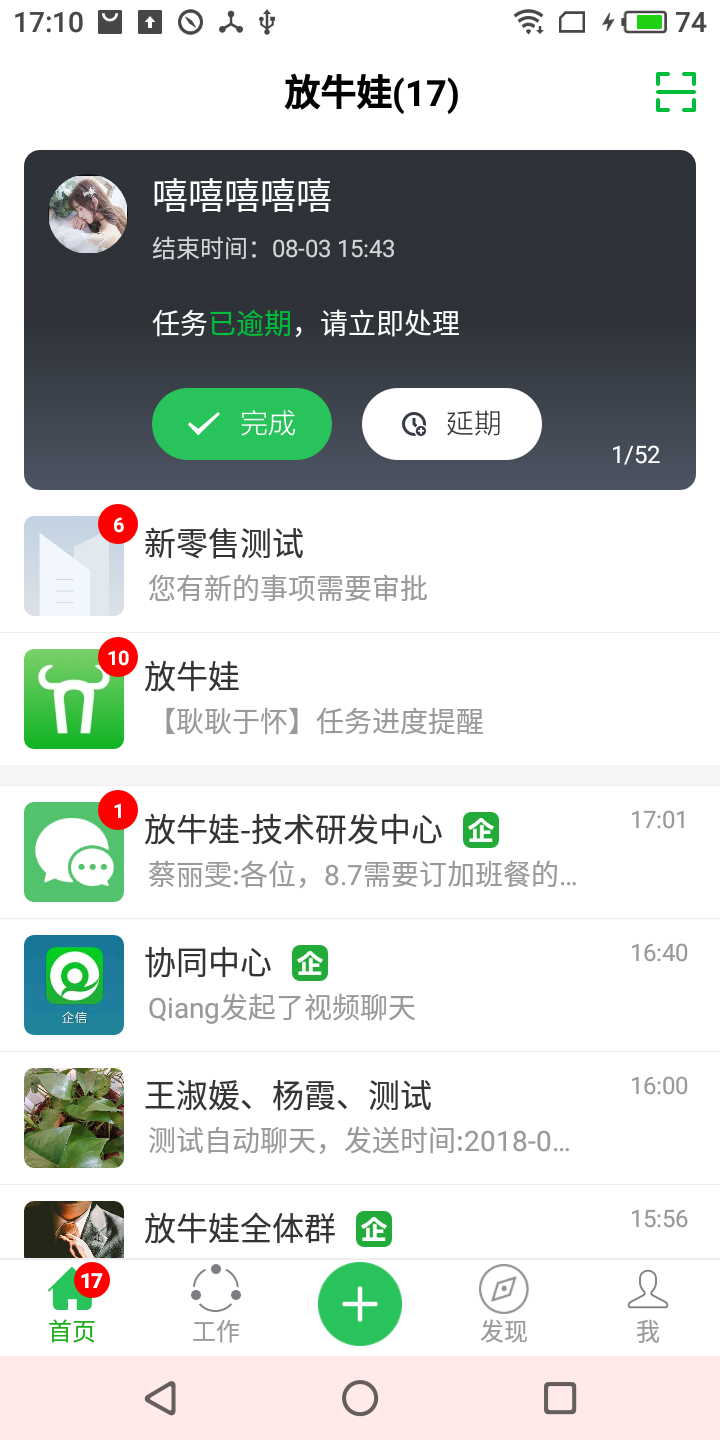 17:10
74
放牛娃(17)
嘻嘻嘻嘻嘻
结束时间：08-03 15:43
任务已逾期，请立即处理
完成
延期
1/52
6
新零售测试
您有新的事项需要审批
10
放牛娃
【耿耿于怀】任务进度提醒
1
放牛娃-技术研发中心 企
17:01
蔡丽雯:各位，8.7需要订加班餐的…
协同中心 企
16:40
企信
Qiang发起了视频聊天
王淑媛、杨霞、测试
16:00
测试自动聊天，发送时间:2018-0…
放牛娃全体群 企
15:56
17
首页
工作
发现
我